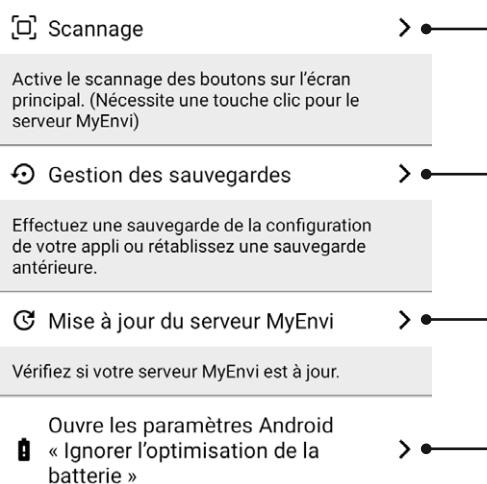 Scannage
Active le scannage des boutons sur l’écran
principal. (Nécessite une touche clic pour le
serveur MyEnvi)
Gestion des sauvegardes
Effectuez une sauvegarde de la configuration
de votre appli ou rétablissez une sauvegarde
antérieure.
Mise à jour du serveur MyEnvi
Vérifiez si votre serveur MyEnvi est à jour.
Ouvre les paramètres Android
« Ignorer l’optimisation de la
batterie »